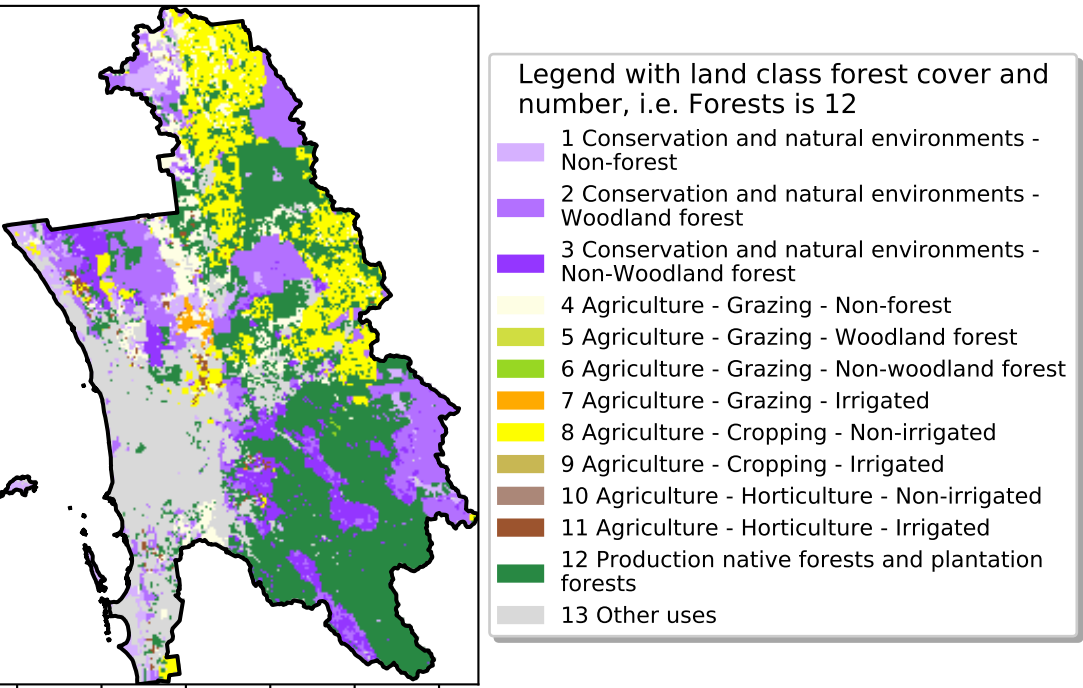 Legend with land class forest cover and
number, i.e. Forests is 12
1 Conservation and natural environments -
Non-forest
2 Conservation and natural environments -
Woodland forest
3 Conservation and natural environments -
Non-Woodland forest
4 Agriculture - Grazing - Non-forest
5 Agriculture - Grazing - Woodland forest
6 Agriculture - Grazing - Non-woodland forest
7 Agriculture - Grazing - Irrigated
8 Agriculture - Cropping - Non-irrigated
9 Agriculture - Cropping - Irrigated
10 Agriculture - Horticulture - Non-irrigated
11 Agriculture - Horticulture - Irrigated
12 Production native forests and plantation
forests
13 Other uses